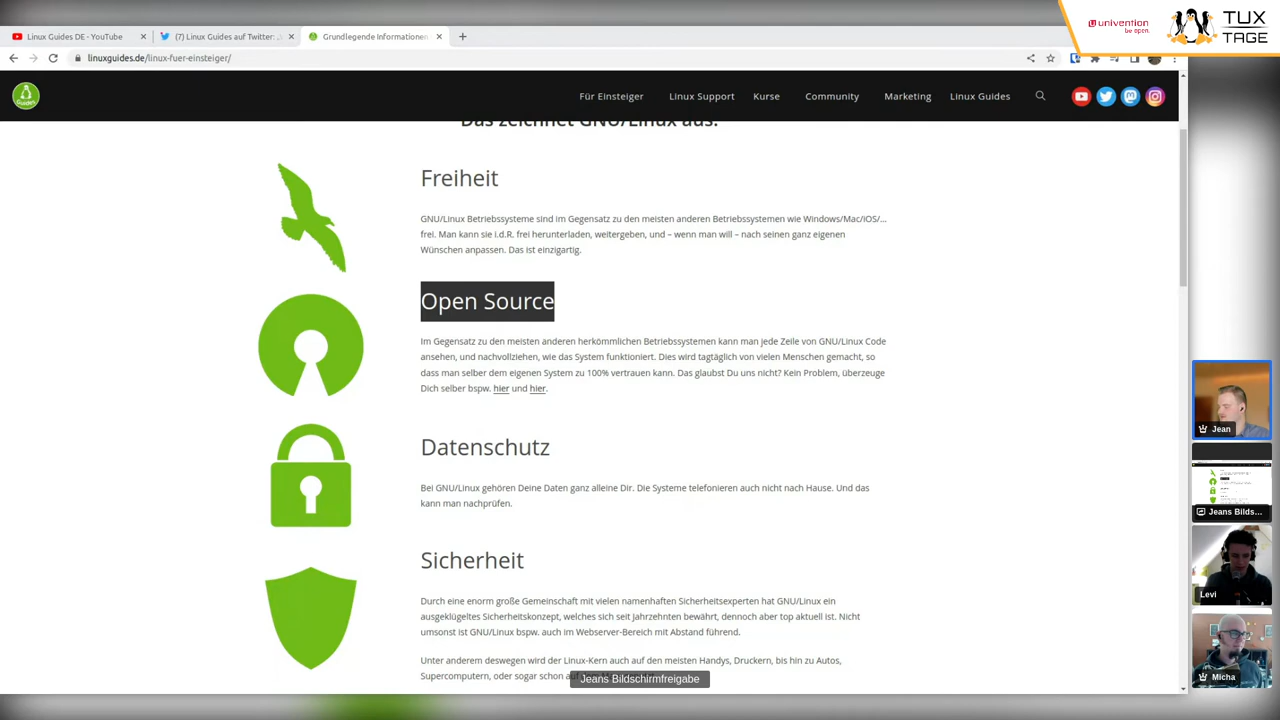 univention
be open.
TUX
TAGE
Linux Guides DE - YouTube
(7) Linux Guides auf Twitter: „
Grundlegende Informationen
linuxguides.de/linux-fuer-einsteiger/
Guides
Für Einsteiger
Linux Support
Kurse
Community
Marketing
Linux Guides
Das zeichnet GNU/Linux aus:
Freiheit
GNU/Linux Betriebssysteme sind im Gegensatz zu den meisten anderen Betriebssystemen wie Windows/Mac/iOS/...
frei. Man kann sie i.d.R. frei herunterladen, weitergeben, und – wenn man will – nach seinen ganz eigenen
Wünschen anpassen. Das ist einzigartig.
Open Source
Im Gegensatz zu den meisten anderen herkömmlichen Betriebssystemen kann man jede Zeile von GNU/Linux Code
ansehen, und nachvollziehen, wie das System funktioniert. Dies wird tagtäglich von vielen Menschen gemacht, so
dass man selber dem eigenen System zu 100% vertrauen kann. Das glaubst Du uns nicht? Kein Problem, überzeuge
Dich selber bspw. hier und hier.
Datenschutz
Bei GNU/Linux gehören Deine Daten ganz alleine Dir. Die Systeme telefonieren auch nicht nach Hause. Und das
kann man nachprüfen.
Sicherheit
Durch eine enorm große Gemeinschaft mit vielen namenhaften Sicherheitsexperten hat GNU/Linux ein
ausgeklügeltes Sicherheitskonzept, welches sich seit Jahrzehnten bewährt, dennoch aber top aktuell ist. Nicht
umsonst ist GNU/Linux bspw. auch im Webserver-Bereich mit Abstand führend.
Unter anderem deswegen wird der Linux-Kern auch auf den meisten Handys, Druckern, bis hin zu Autos,
Supercomputern, oder sogar schon
Jeans Bildschirmfreigabe
Jean
Jeans Bilds...
Levi
Micha